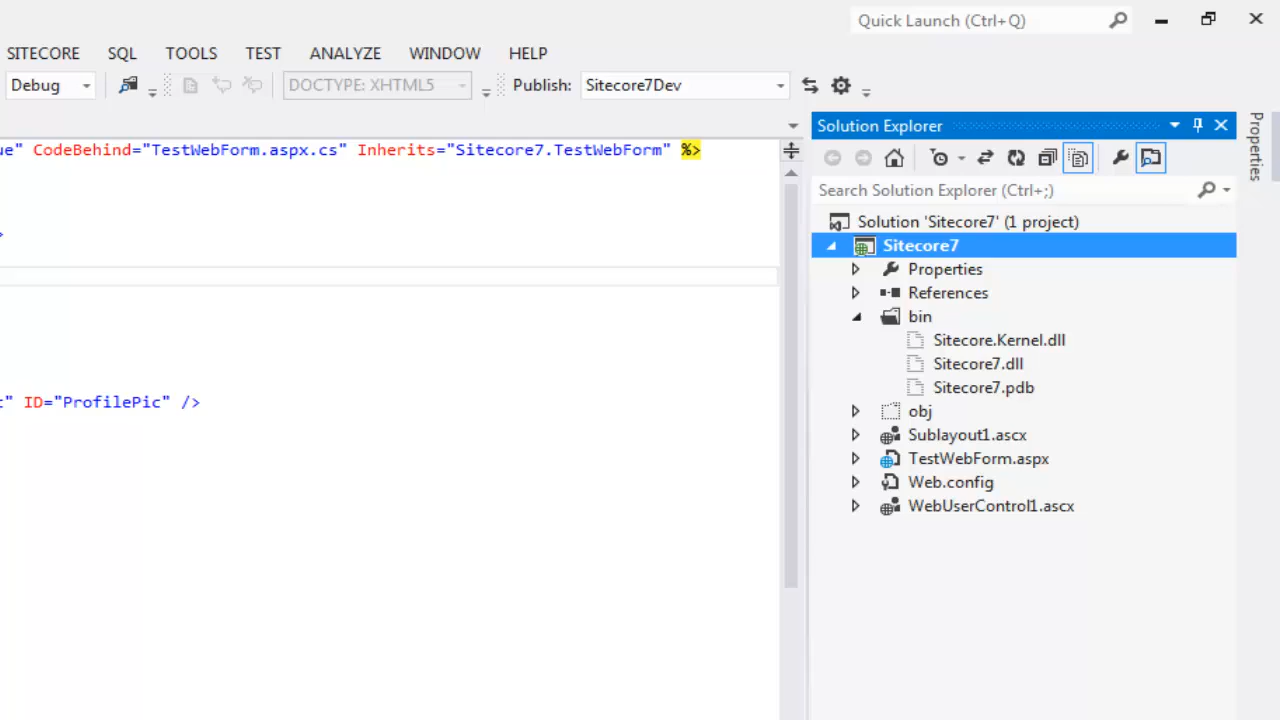 Quick Launch (Ctrl+Q)
SITECORE SQL TOOLS TEST ANALYZE WINDOW HELP
Debug DOCTYPE: XHTML5 Publish: Sitecore7Dev
Solution Explorer
Properties
ue" CodeBehind="TestWebForm.aspx.cs" Inherits="Sitecore7.TestWebForm" %>
Search Solution Explorer (Ctrl+;)
Solution 'Sitecore7' (1 project)
>
Sitecore7
Properties
References
bin
Sitecore.Kernel.dll
Sitecore7.dll
Sitecore7.pdb
t" ID="ProfilePic" />
obj
Sublayout1.ascx
TestWebForm.aspx
Web.config
WebUserControl1.ascx